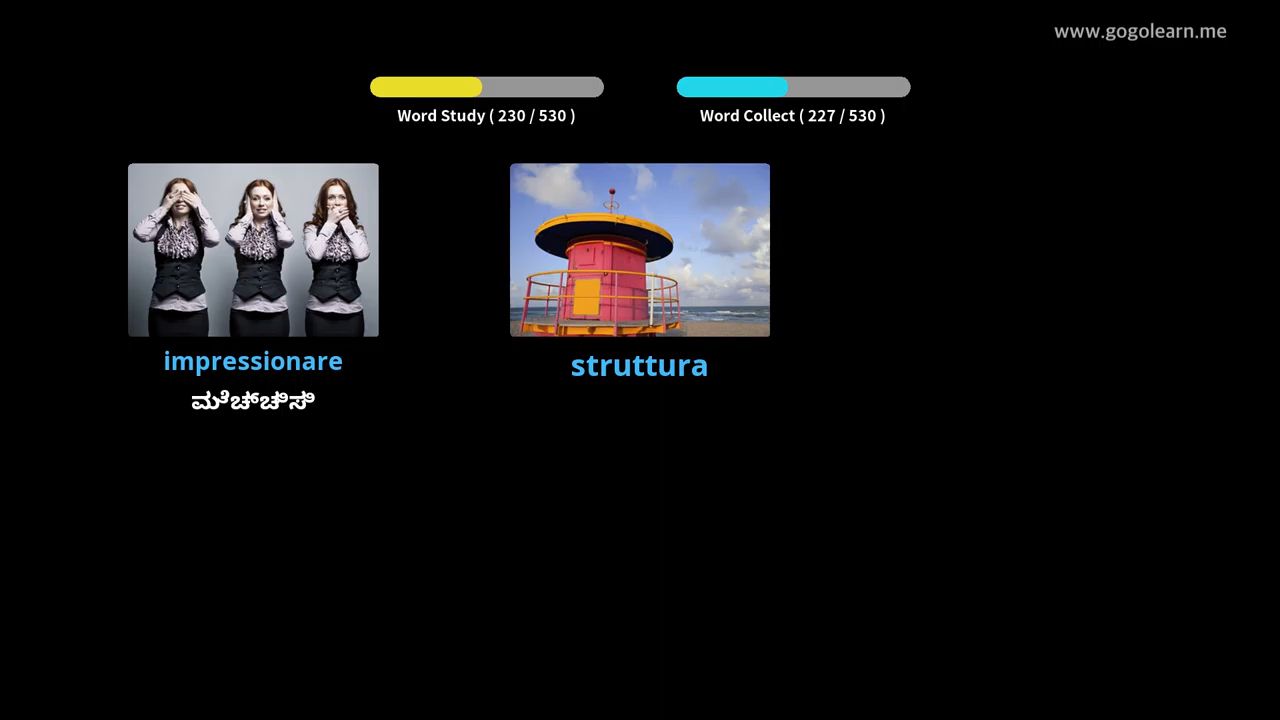 www.gogolearn.me
Word Study ( 230 / 530 )
Word Collect ( 227 / 530 )
impressionare
struttura
ಮೆಚ್ಚಿಸಿ